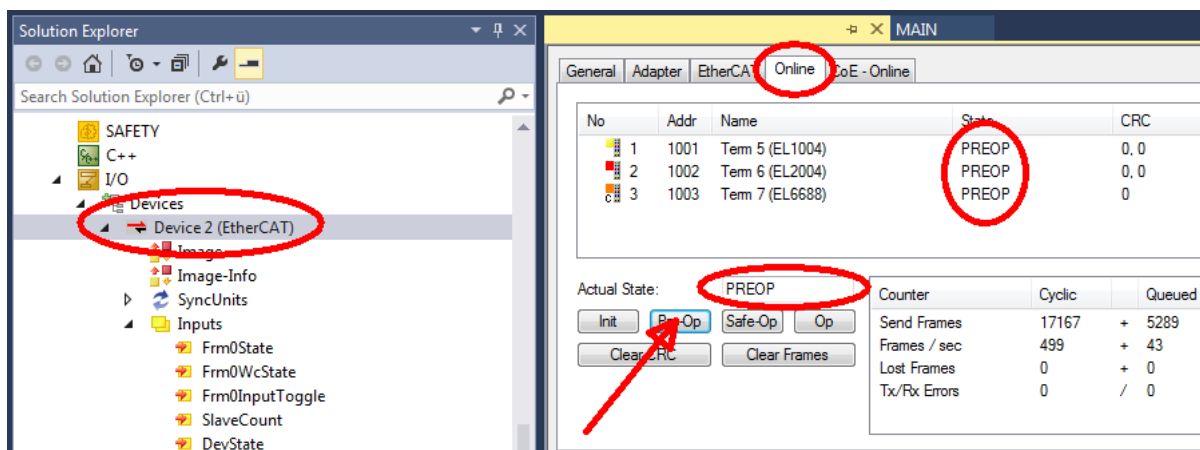 Solution Explorer
Search Solution Explorer (Ctrl+ü)
SAFETY
C++
I/O
Devices
Device 2 (EtherCAT)
Image
Image-Info
SyncUnits
Inputs
Frm0State
Frm0WcState
Frm0InputToggle
SlaveCount
DevState
MAIN
General Adapter EtherCAT Online CoE - Online
No Addr Name State CRC
1 1001 Term 5 (EL1004) PREOP 0, 0
2 1002 Term 6 (EL2004) PREOP 0, 0
3 1003 Term 7 (EL6688) PREOP 0
Actual State: PREOP
Init Pre-Op Safe-Op Op
Clear CRC Clear Frames
Counter Cyclic Queued
Send Frames 17167 + 5289
Frames / sec 499 + 43
Lost Frames 0 + 0
Tx/Rx Errors 0 / 0